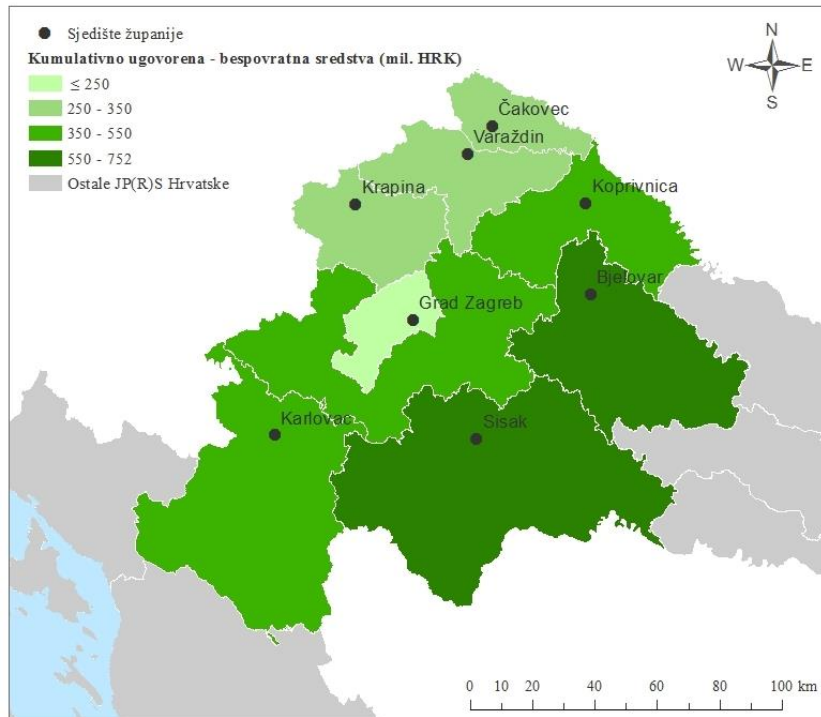 Sjedište županije
Kumulativno ugovorena - bespovratna sredstva (mil. HRK)
≤ 250
250 - 350
350 - 550
550 - 752
Ostale JP(R)S Hrvatske
N
W E
S
Čakovec
Varaždin
Krapina
Koprivnica
Bjelovar
Grad Zagreb
Karlovac
Sisak
0 10 20 40 60 80 100 km